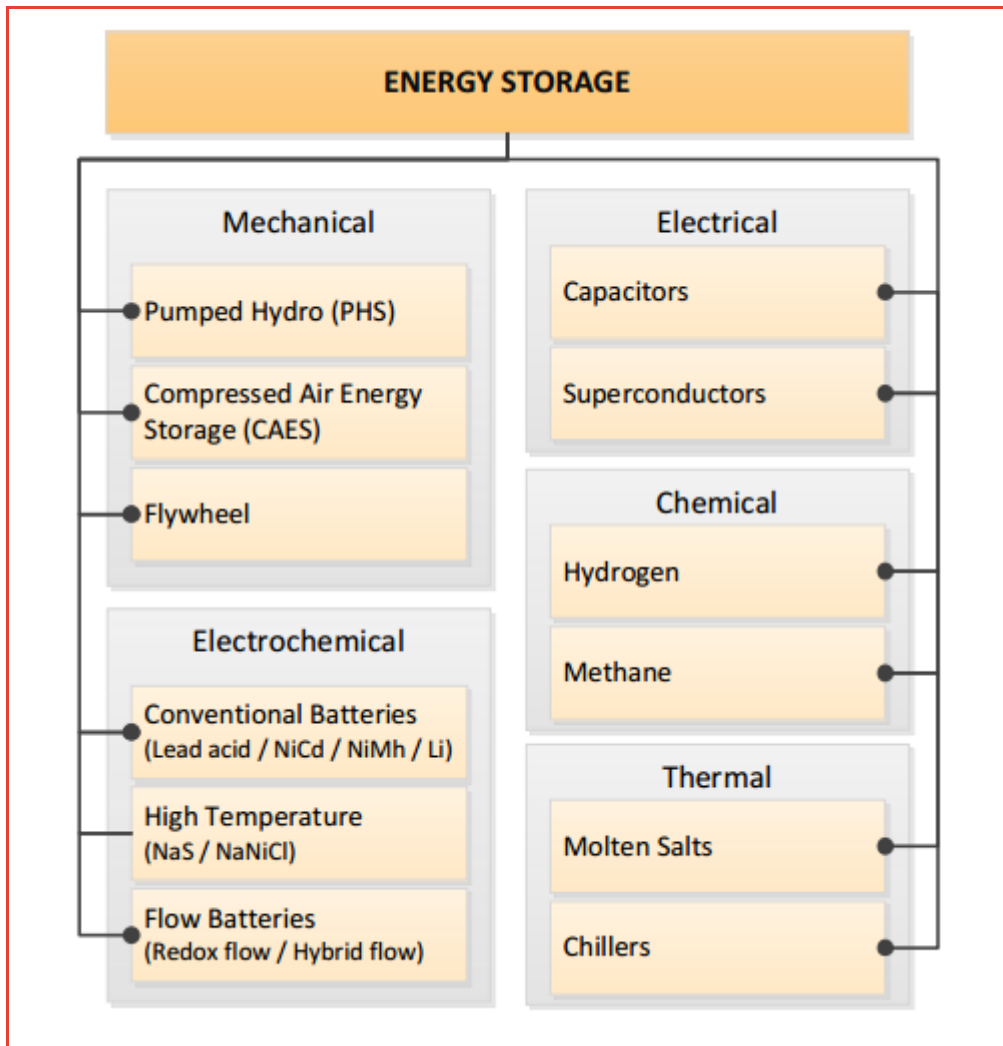 ENERGY STORAGE
Mechanical
Pumped Hydro (PHS)
Compressed Air Energy
Storage (CAES)
Flywheel
Electrochemical
Conventional Batteries
(Lead acid / NiCd / NiMh / Li)
High Temperature
(NaS / NaNiCl)
Flow Batteries
(Redox flow / Hybrid flow)
Electrical
Capacitors
Superconductors
Chemical
Hydrogen
Methane
Thermal
Molten Salts
Chillers